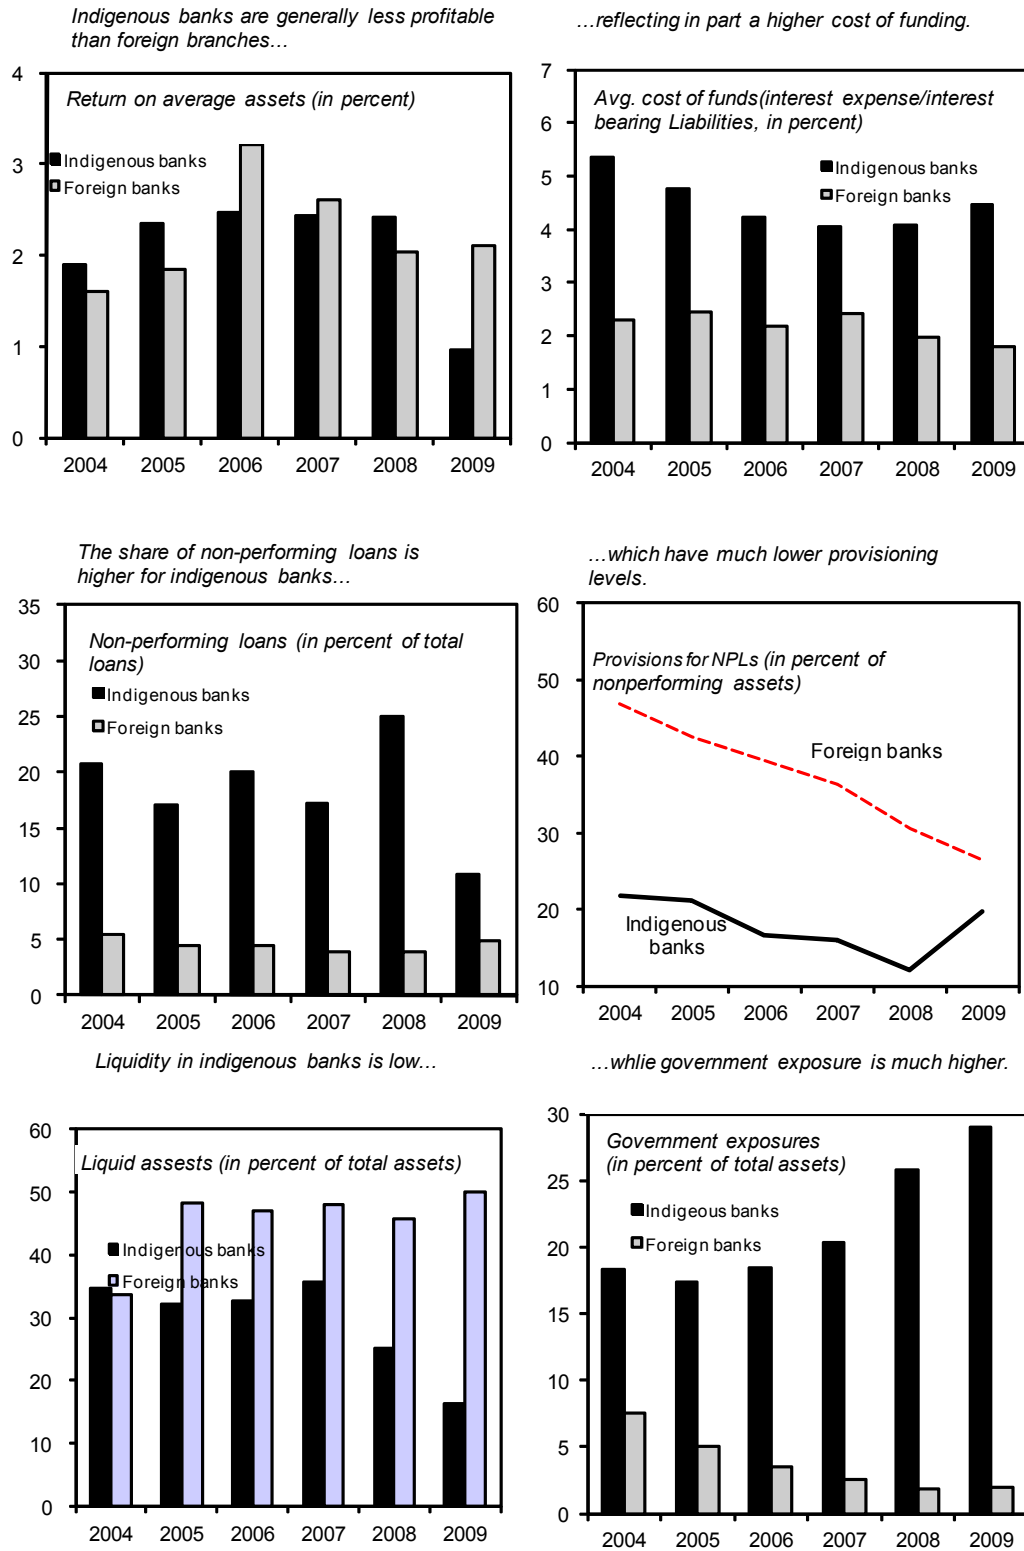 Indigenous banks are generally less profitable
than foreign branches…
4
3
2
1
0
Return on average assets (in percent)
Indigenous banks
Foreign banks
2004 2005 2006 2007 2008 2009
…reflecting in part a higher cost of funding.
7
6
5
4
3
2
1
0
Avg. cost of funds(interest expense/interest
bearing Liabilities, in percent)
Indigenous banks
Foreign banks
2004 2005 2006 2007 2008 2009
The share of non-performing loans is
higher for indigenous banks…
35
30
25
20
15
10
5
0
Non-performing loans (in percent of total
loans)
Indigenous banks
Foreign banks
2004 2005 2006 2007 2008 2009
…which have much lower provisioning
levels.
60
50
40
30
20
10
Provisions for NPLs (in percent of
nonperforming assets)
Foreign banks
Indigenous
banks
2004 2005 2006 2007 2008 2009
Liquidity in indigenous banks is low…
60
50
40
30
20
10
0
Liquid assests (in percent of total assets)
Indigenous banks
Foreign banks
2004 2005 2006 2007 2008 2009
…whlie government exposure is much higher.
30
25
20
15
10
5
0
Government exposures
(in percent of total assets)
Indigeous banks
Foreign banks
2004 2005 2006 2007 2008 2009